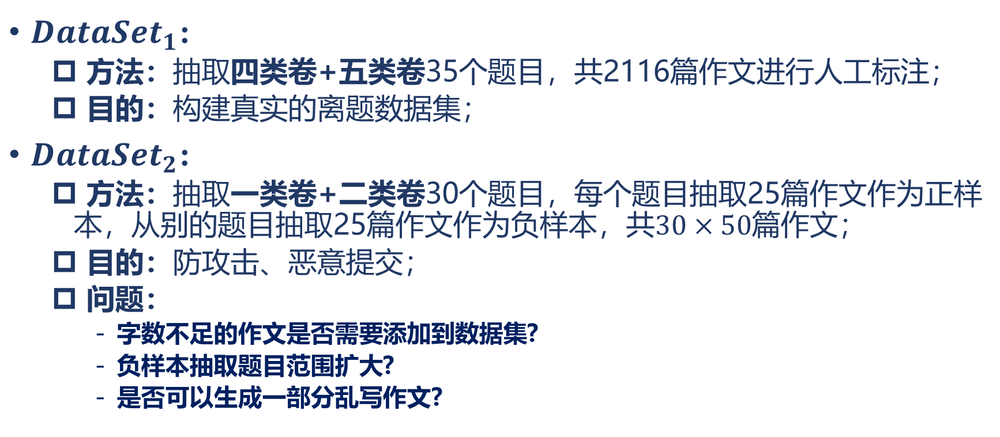 • DataSet₁:
□ 方法：抽取四类卷+五类卷35个题目，共2116篇作文进行人工标注；
□ 目的：构建真实的离题数据集；
• DataSet₂:
□ 方法：抽取一类卷+二类卷30个题目，每个题目抽取25篇作文作为正样
本，从别的题目抽取25篇作文作为负样本，共30 × 50篇作文；
□ 目的：防攻击、恶意提交；
□ 问题：
- 字数不足的作文是否需要添加到数据集?
- 负样本抽取题目范围扩大?
- 是否可以生成一部分乱写作文?